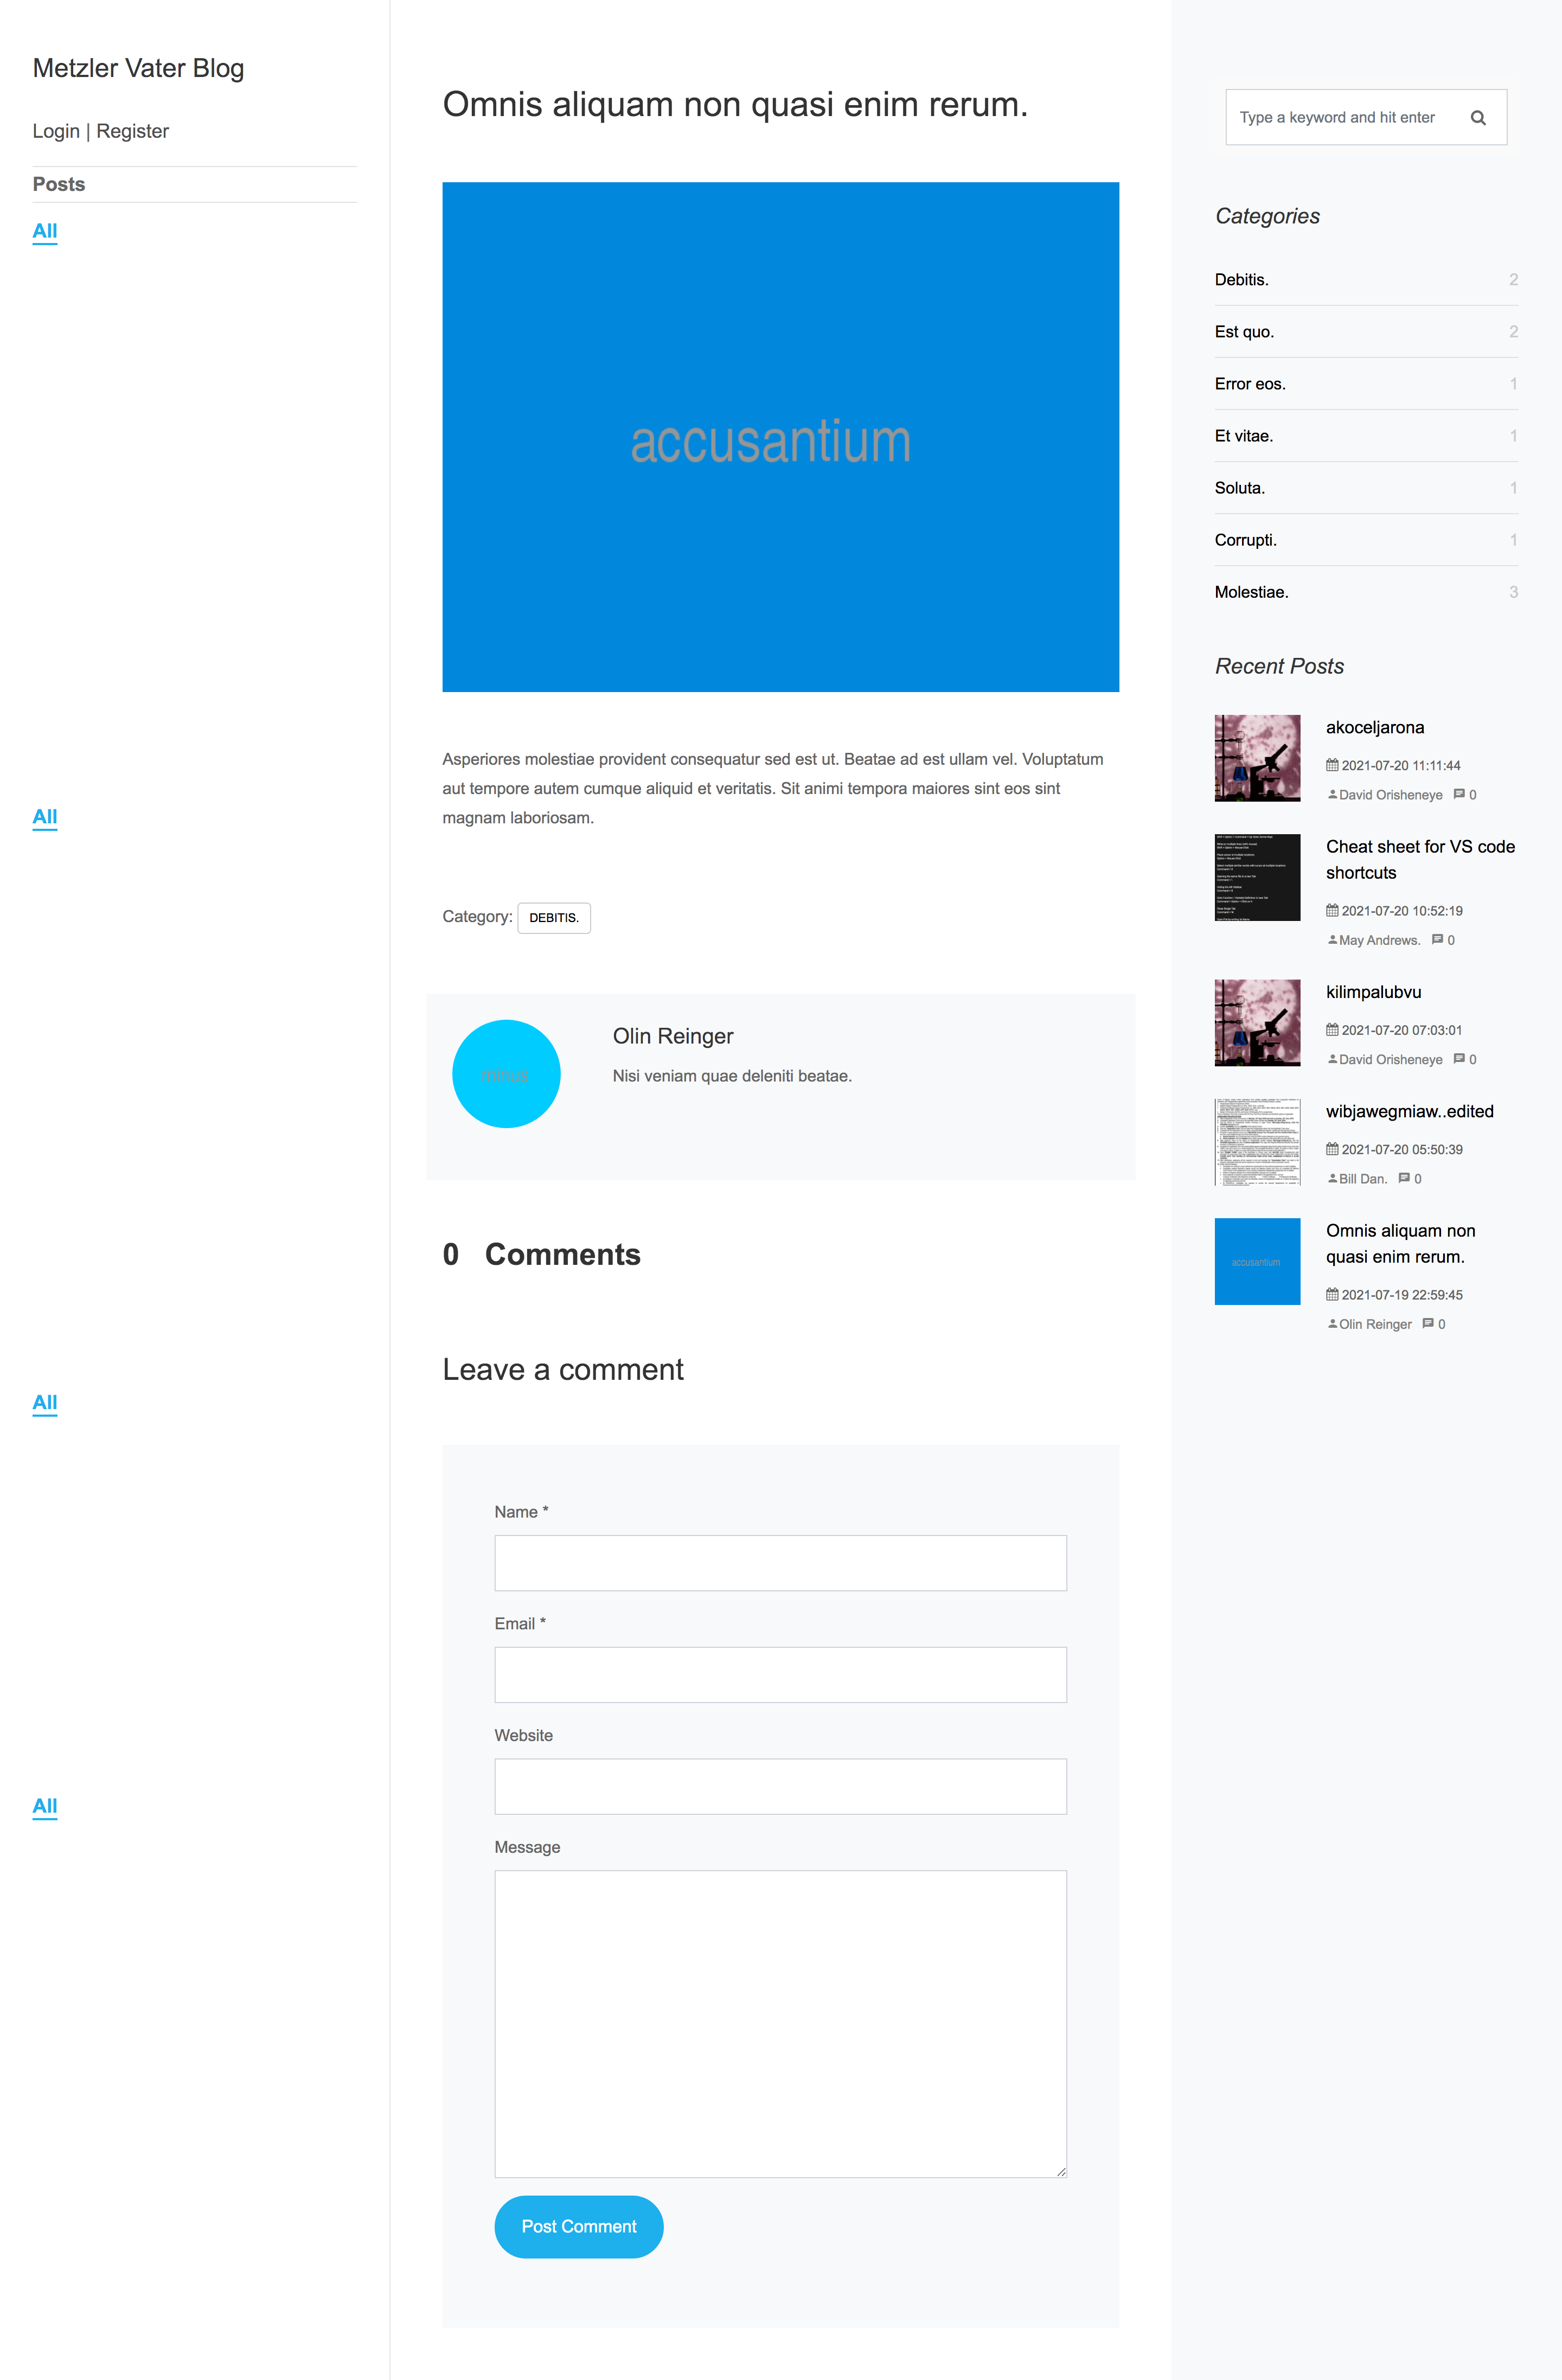 Metzler Vater Blog
Login | Register
Posts
All
All
All
All
Omnis aliquam non quasi enim rerum.
accusantium
Asperiores molestiae provident consequatur sed est ut. Beatae ad est ullam vel. Voluptatum
aut tempore autem cumque aliquid et veritatis. Sit animi tempora maiores sint eos sint
magnam laboriosam.
Category: DEBITIS.
minus
Olin Reinger
Nisi veniam quae deleniti beatae.
0 Comments
Leave a comment
Name *
Email *
Website
Message
Post Comment
Type a keyword and hit enter
Categories
Debitis. 2
Est quo. 2
Error eos. 1
Et vitae. 1
Soluta. 1
Corrupti. 1
Molestiae. 3
Recent Posts
akoceljarona
2021-07-20 11:11:44
David Orisheneye 0
Cheat sheet for VS code
shortcuts
2021-07-20 10:52:19
May Andrews. 0
kilimpalubvu
2021-07-20 07:03:01
David Orisheneye 0
wibjawegmiaw..edited
2021-07-20 05:50:39
Bill Dan. 0
accusantium
Omnis aliquam non
quasi enim rerum.
2021-07-19 22:59:45
Olin Reinger 0